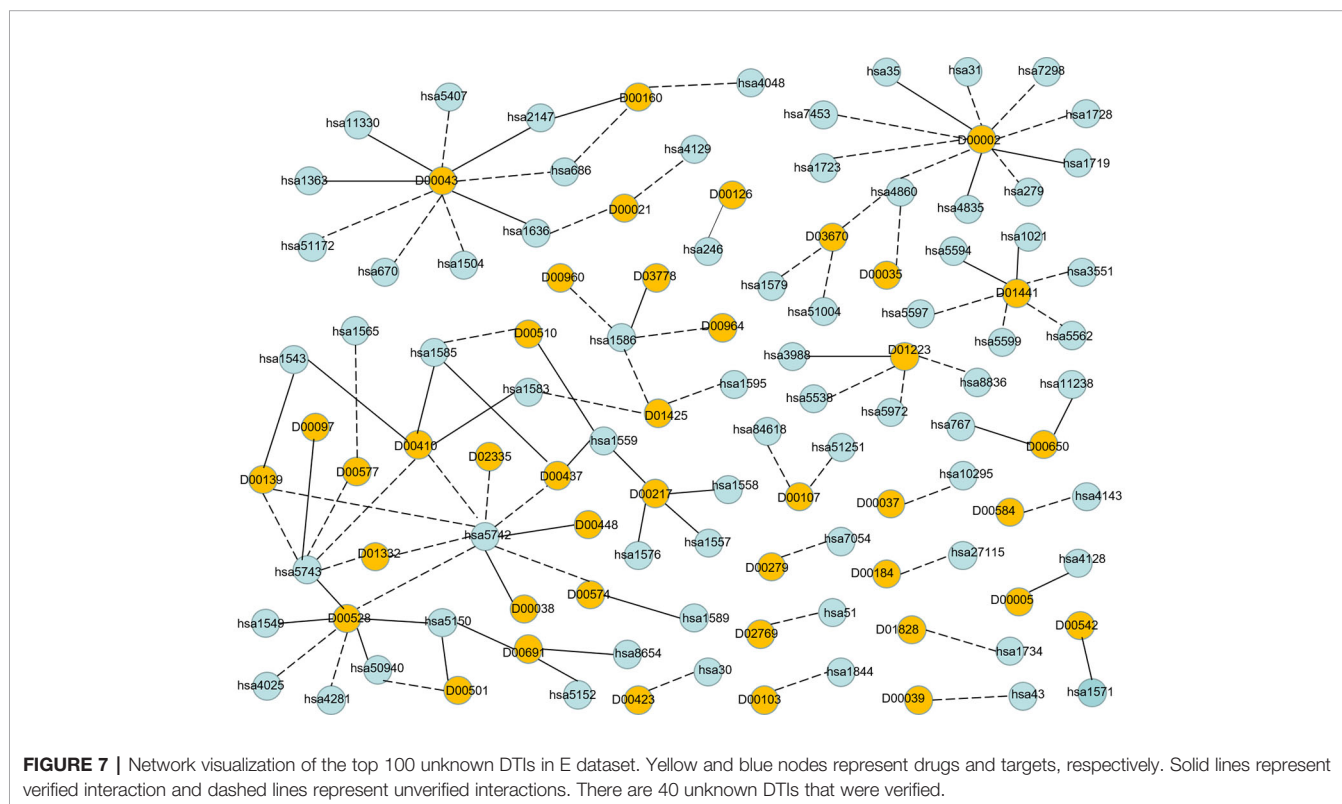 hsa35
hsa31
hsa7298
hsa4048
hsa5407
D00160
hsa11330
hsa2147
hsa7453
hsa1728
D00002
hsa4129
hsa1719
hsa686
hsa1723
hsa1363
D00043
D00126
hsa4860
hsa279
D00021
hsa4835
hsa51172
hsa1636
hsa246
D03670
hsa1021
hsa5594
hsa670
hsa1504
D00960
D03778
hsa1579
D00035
hsa3551
D01441
hsa51004
hsa5597
hsa1565
D00510
hsa1586
D00964
hsa5599
hsa5562
hsa1543
hsa1585
hsa3988
D01223
hsa1583
hsa1595
hsa8836
hsa11238
D01425
hsa5538
hsa5972
D00097
hsa84618
hsa767
D00410
hsa1559
hsa51251
D00650
D02335
D00139
D00577
D00437
D00217
hsa1558
D00107
D00037
hsa10295
D00584
hsa4143
D00448
hsa5742
hsa1576
hsa1557
hsa7054
D01332
hsa5743
D00279
D00184
hsa27115
hsa4128
D00574
D00038
D00005
hsa1549
D00528
hsa5150
hsa1589
D02769
hsa51
D01828
D00542
D00691
hsa8654
hsa1734
hsa50940
hsa4025
hsa4281
D00501
hsa5152
D00423
hsa30
D00103
hsa1844
D00039
hsa43
hsa1571
FIGURE 7 | Network visualization of the top 100 unknown DTIs in E dataset. Yellow and blue nodes represent drugs and targets, respectively. Solid lines represent
verified interaction and dashed lines represent unverified interactions. There are 40 unknown DTIs that were verified.